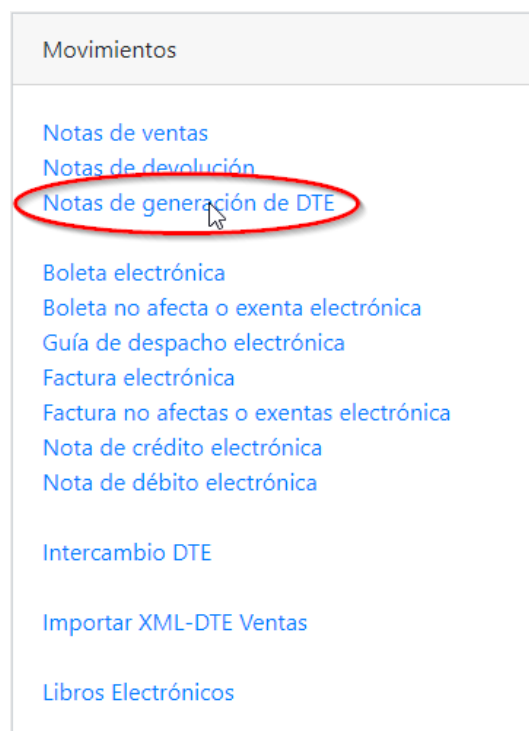 Movimientos
Notas de ventas
Notas de devolución
Notas de generación de DTE
Boleta electrónica
Boleta no afecta o exenta electrónica
Guía de despacho electrónica
Factura electrónica
Factura no afectas o exentas electrónica
Nota de crédito electrónica
Nota de débito electrónica
Intercambio DTE
Importar XML-DTE Ventas
Libros Electrónicos